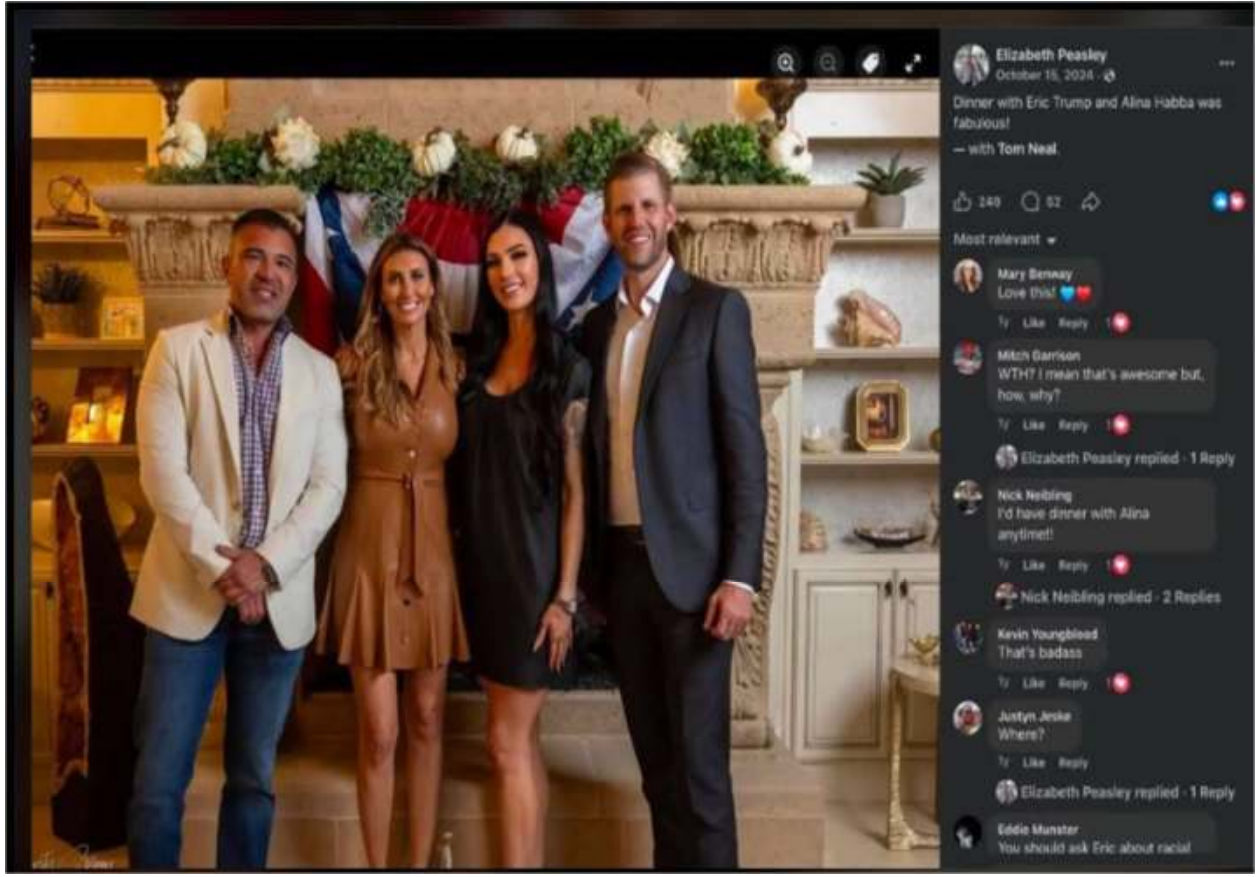 Elizabeth Peasley
October 15, 2024
Dinner with Eric Trump and Alina Habba was
fabulous!
— with Tom Neal.
249 52
Most relevant
Mary Benway
Love this! 💙❤️
1y Like Reply 1
Mitch Garrison
WTH? I mean that's awesome but,
how, why?
1y Like Reply 1
Elizabeth Peasley replied · 1 Reply
Nick Neibling
I'd have dinner with Alina
anytime!!
1y Like Reply 1
Nick Neibling replied · 2 Replies
Kevin Youngblood
That's badass
1y Like Reply 1
Justyn Jeske
Where?
1y Like Reply
Elizabeth Peasley replied · 1 Reply
Eddie Munster
You should ask Eric about racial